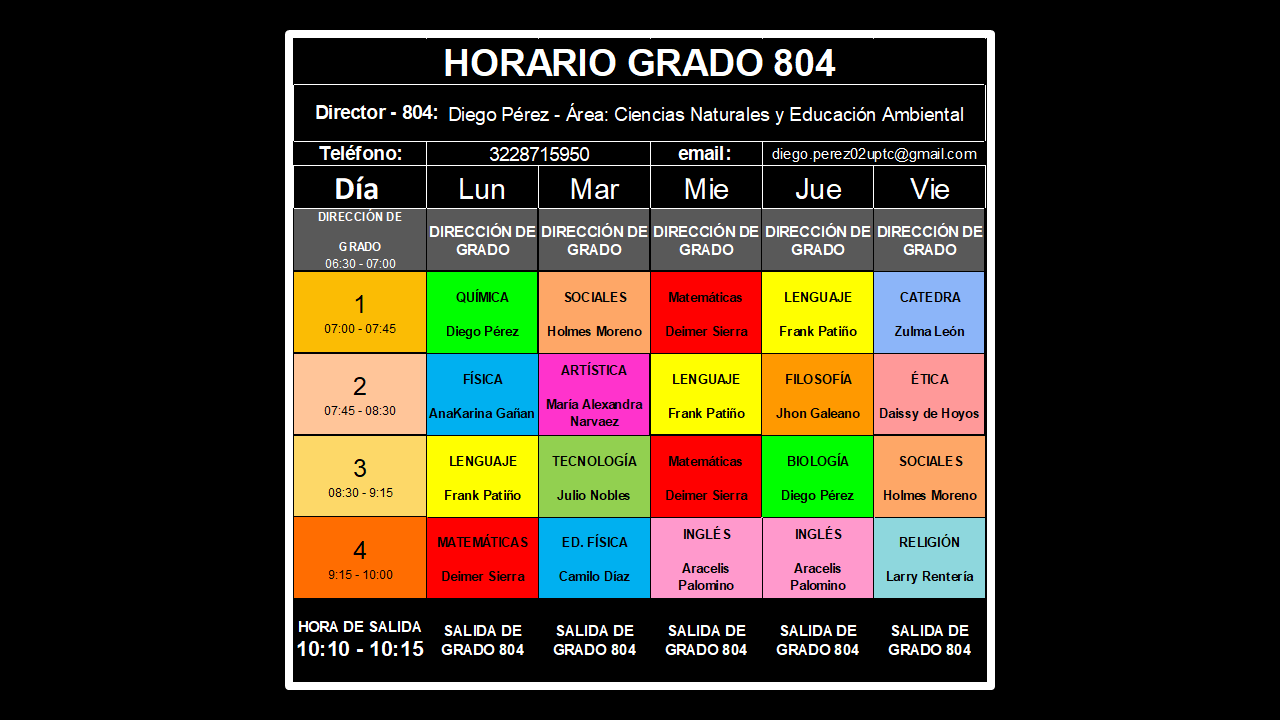 HORARIO GRADO 804
Director - 804: Diego Pérez - Área: Ciencias Naturales y Educación Ambiental
Teléfono: 3228715950 email: diego.perez02uptc@gmail.com
Día Lun Mar Mie Jue Vie
DIRECCIÓN DE
GRADO
06:30 - 07:00
DIRECCIÓN DE
GRADO
DIRECCIÓN DE
GRADO
DIRECCIÓN DE
GRADO
DIRECCIÓN DE
GRADO
DIRECCIÓN DE
GRADO
1
07:00 - 07:45
QUÍMICA
Diego Pérez
SOCIALES
Holmes Moreno
Matemáticas
Deimer Sierra
LENGUAJE
Frank Patiño
CATEDRA
Zulma León
2
07:45 - 08:30
FÍSICA
AnaKarina Gañan
ARTÍSTICA
María Alexandra
Narvaez
LENGUAJE
Frank Patiño
FILOSOFÍA
Jhon Galeano
ÉTICA
Daissy de Hoyos
3
08:30 - 9:15
LENGUAJE
Frank Patiño
TECNOLOGÍA
Julio Nobles
Matemáticas
Deimer Sierra
BIOLOGÍA
Diego Pérez
SOCIALES
Holmes Moreno
4
9:15 - 10:00
MATEMÁTICAS
Deimer Sierra
ED. FÍSICA
Camilo Díaz
INGLÉS
Aracelis
Palomino
INGLÉS
Aracelis
Palomino
RELIGIÓN
Larry Rentería
HORA DE SALIDA
10:10 - 10:15
SALIDA DE
GRADO 804
SALIDA DE
GRADO 804
SALIDA DE
GRADO 804
SALIDA DE
GRADO 804
SALIDA DE
GRADO 804